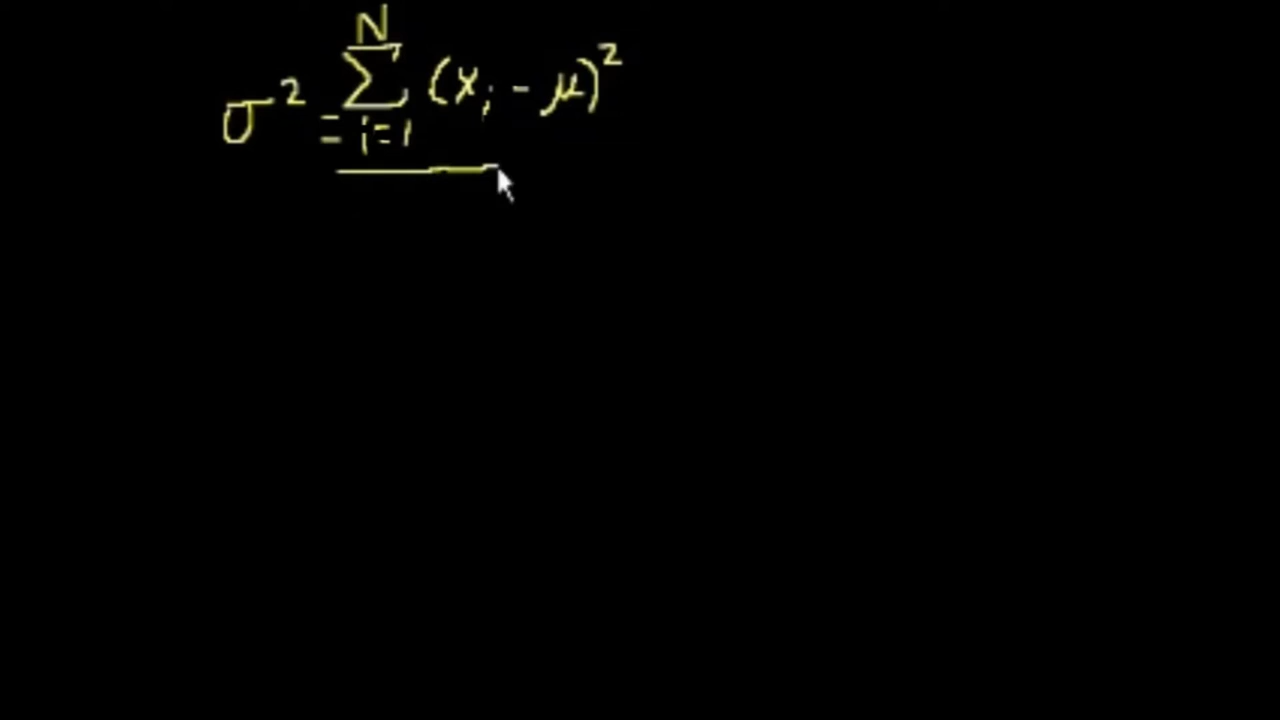 σ² = N Σ i=1 (xᵢ - μ)²